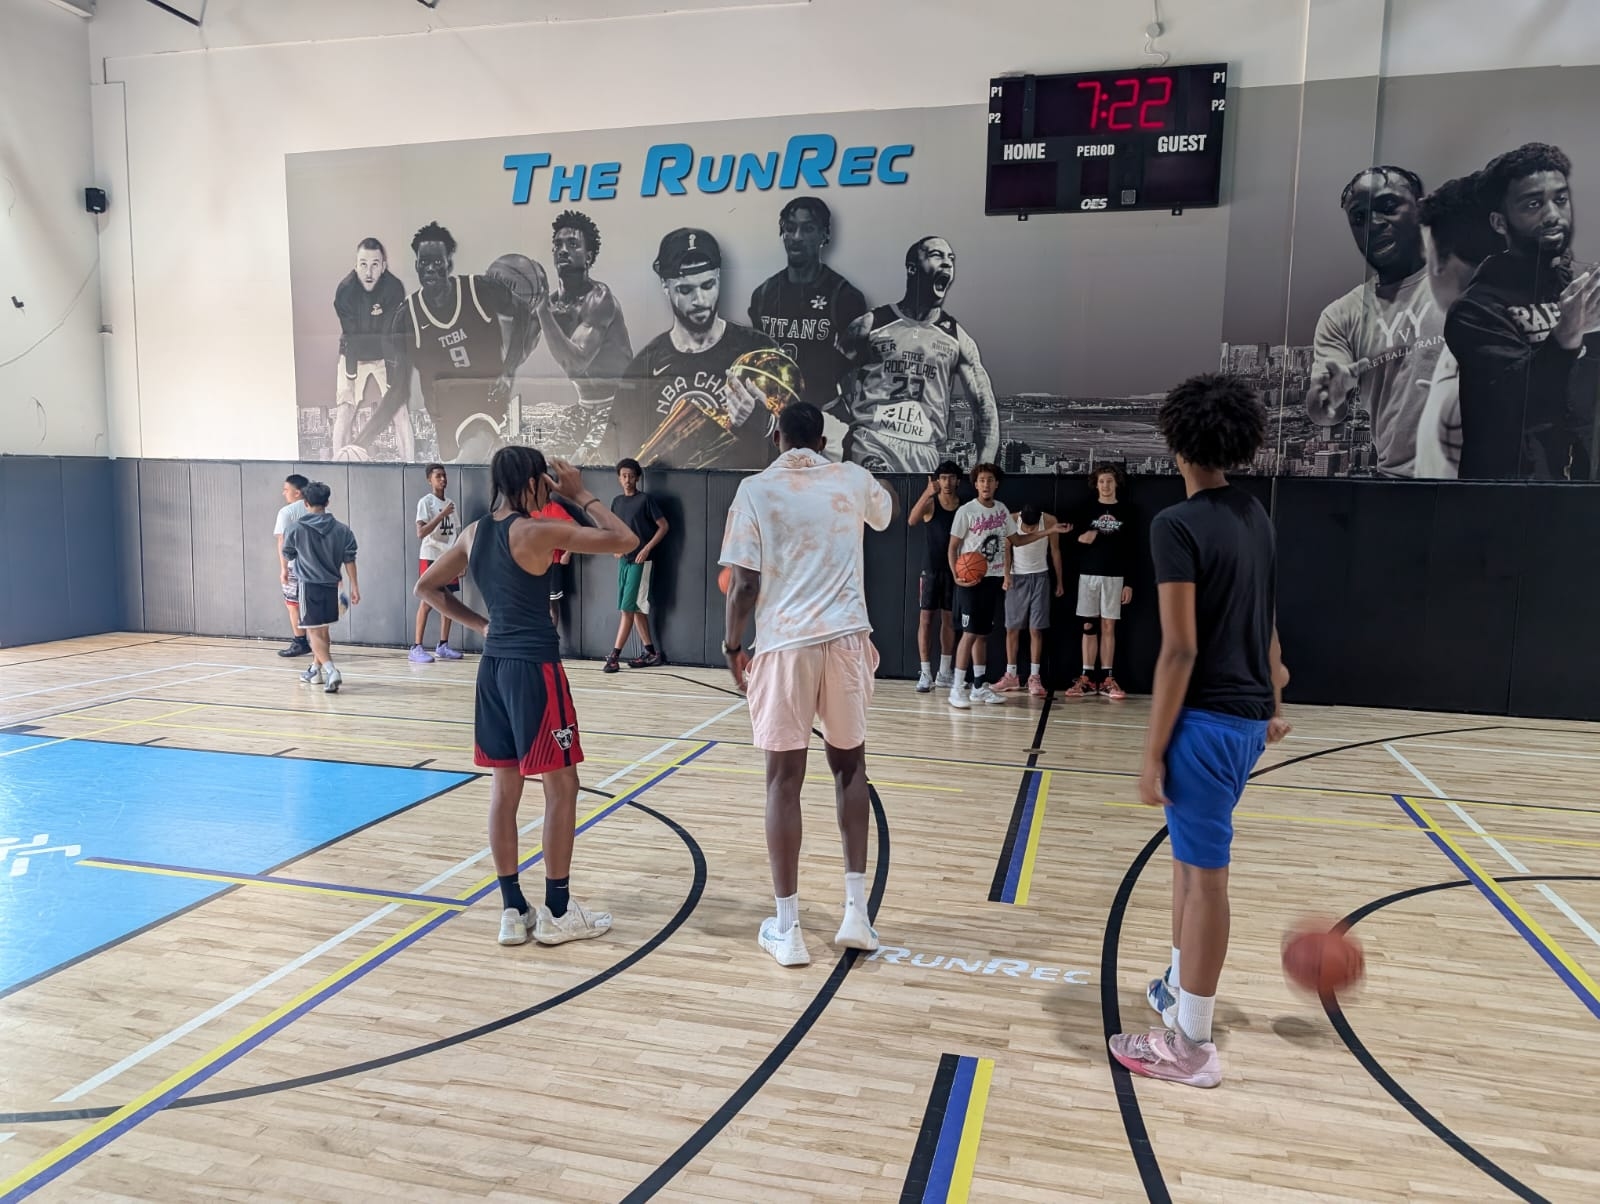 THE RUNREC
7:22
P1
P1
P2
P2
HOME
PERIOD
GUEST
OES
TCBA
9
NBA CHA
TITANS
STADE
ROCHELAIS
23
LÉA
NATURE
LA
RUNREC